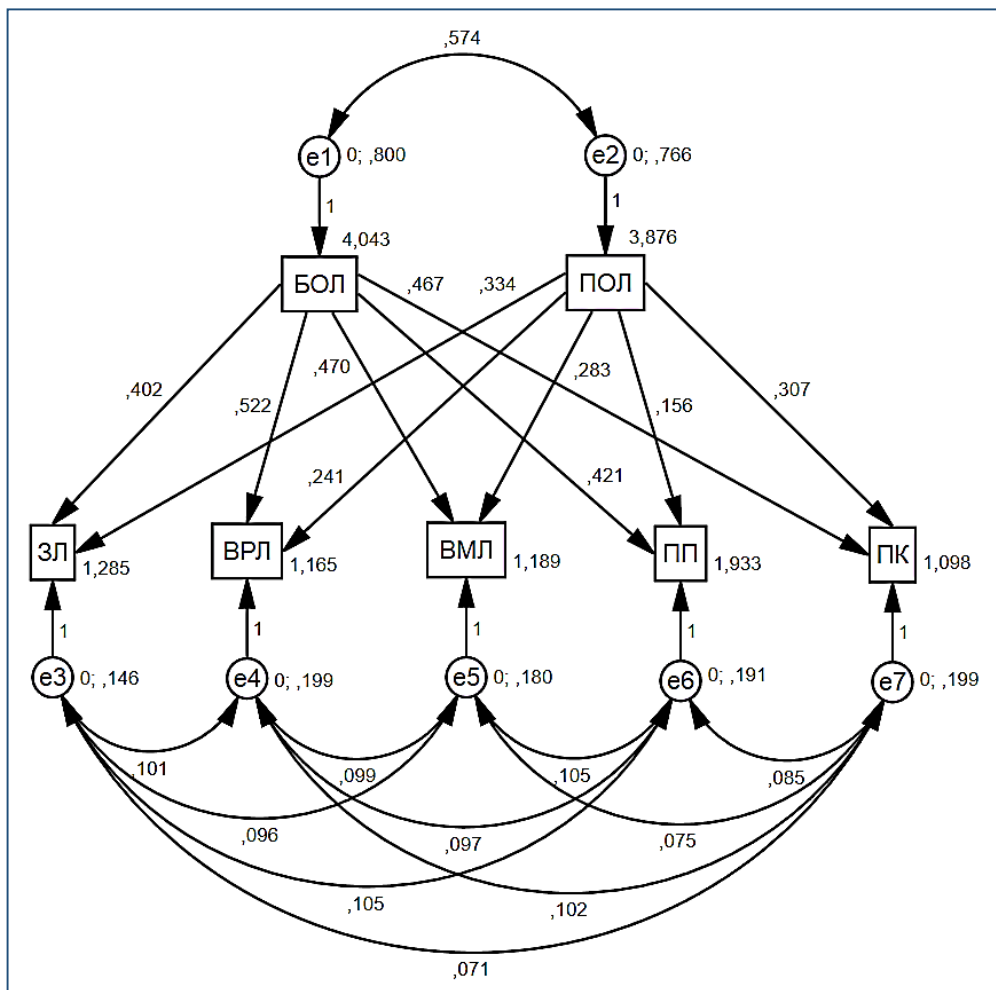 ,574
e1 0; ,800
e2 0; ,766
1
1
4,043
3,876
БОЛ
ПОЛ
,467
,334
,402
,522
,470
,283
,156
,307
,241
,421
ЗЛ
1,285
ВРЛ
1,165
ВМЛ
1,189
ПП
1,933
ПК
1,098
1
1
1
1
1
e3 0; ,146
e4 0; ,199
e5 0; ,180
e6 0; ,191
e7 0; ,199
,101
,099
,105
,085
,096
,097
,075
,105
,102
,071